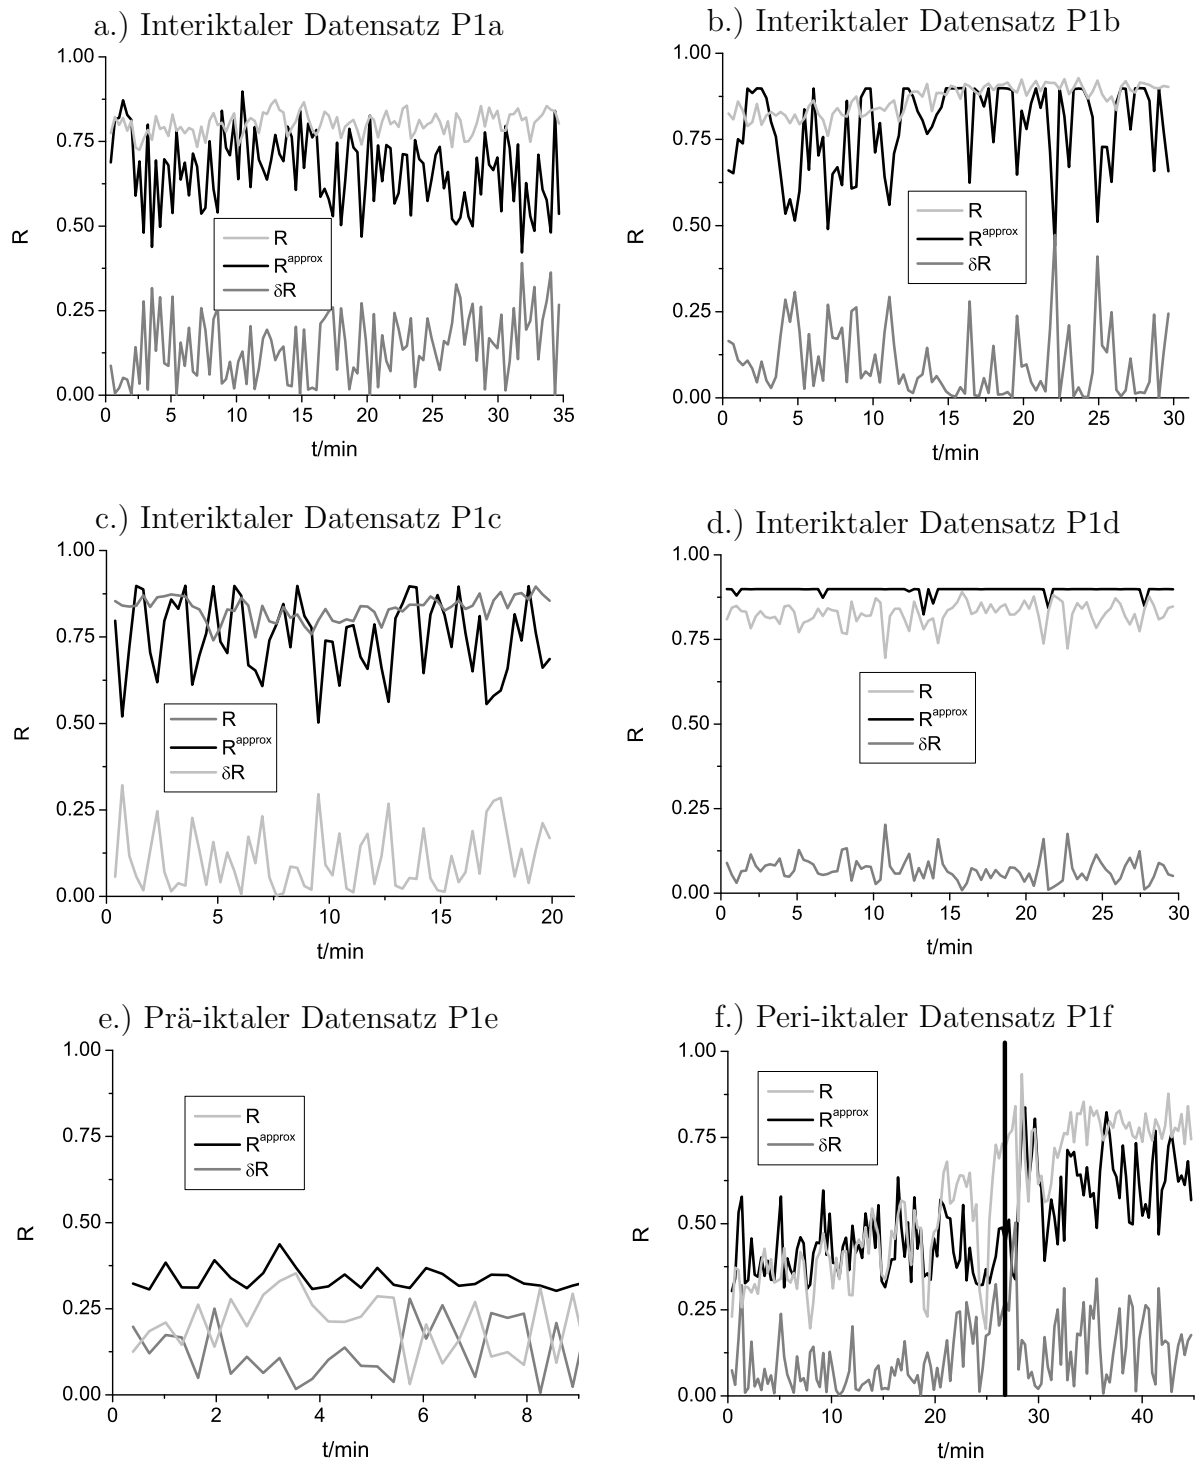 a.) Interiktaler Datensatz P1a
1.00
0.75
0.50
0.25
0.00
R
R
R^approx
δR
0 5 10 15 20 25 30 35
t/min
b.) Interiktaler Datensatz P1b
1.00
0.75
0.50
0.25
0.00
R
R
R^approx
δR
0 5 10 15 20 25 30
t/min
c.) Interiktaler Datensatz P1c
1.00
0.75
0.50
0.25
0.00
R
R
R^approx
δR
0 5 10 15 20
t/min
d.) Interiktaler Datensatz P1d
1.00
0.75
0.50
0.25
0.00
R
R
R^approx
δR
0 5 10 15 20 25 30
t/min
e.) Prä-iktaler Datensatz P1e
1.00
0.75
0.50
0.25
0.00
R
R
R^approx
δR
0 2 4 6 8
t/min
f.) Peri-iktaler Datensatz P1f
1.00
0.75
0.50
0.25
0.00
R
R
R^approx
δR
0 10 20 30 40
t/min